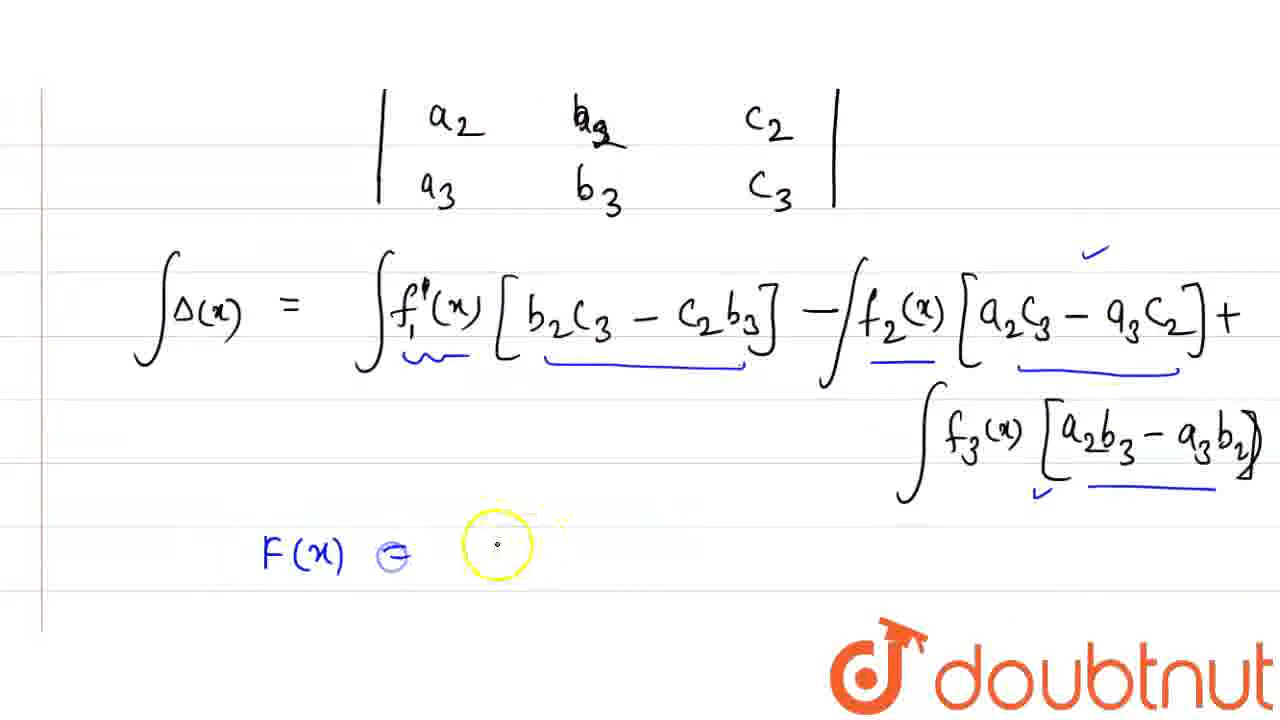 | a₂ b₂ c₂ |
| a₃ b₃ c₃ |
∫Δ(x) = ∫f₁'(x) [b₂c₃ − c₂b₃] − ∫f₂(x) [a₂c₃ − a₃c₂] +
∫f₃(x) [a₂b₃ − a₃b₂]
F(x) =
doubtnut